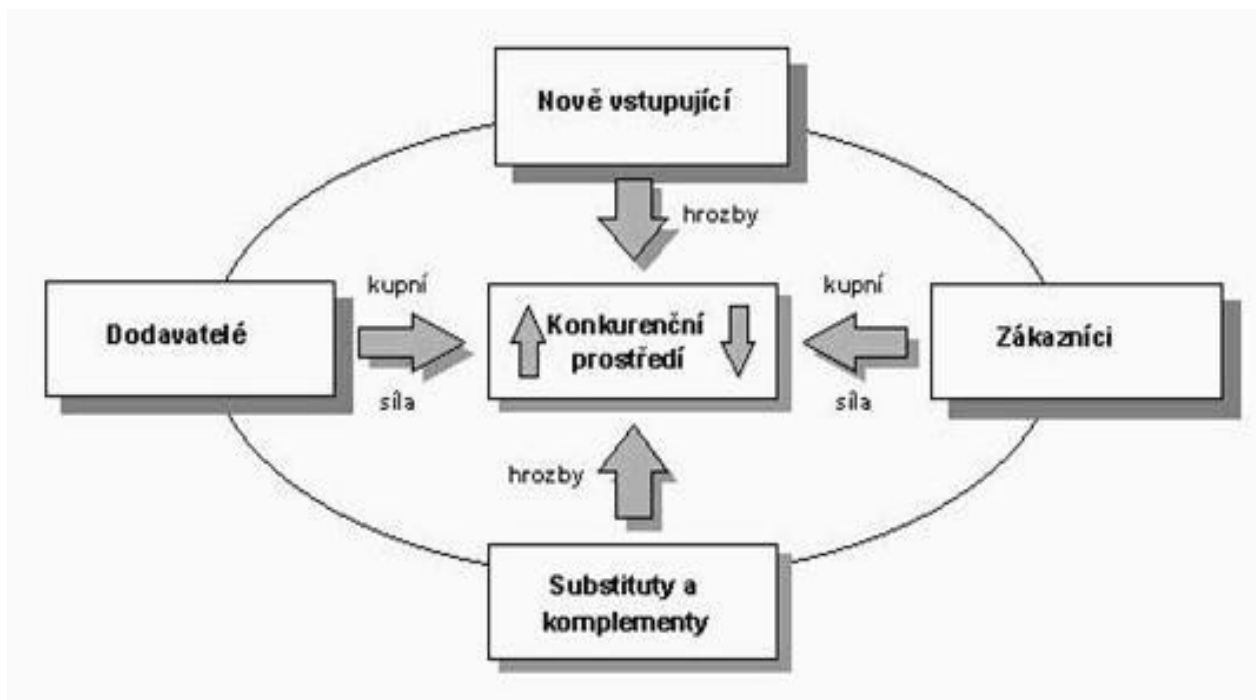 Nově vstupující
hrozby
kupní
Dodavatelé
síla
Konkurenční
prostředí
kupní
Zákazníci
síla
hrozby
Substituty a
komplementy